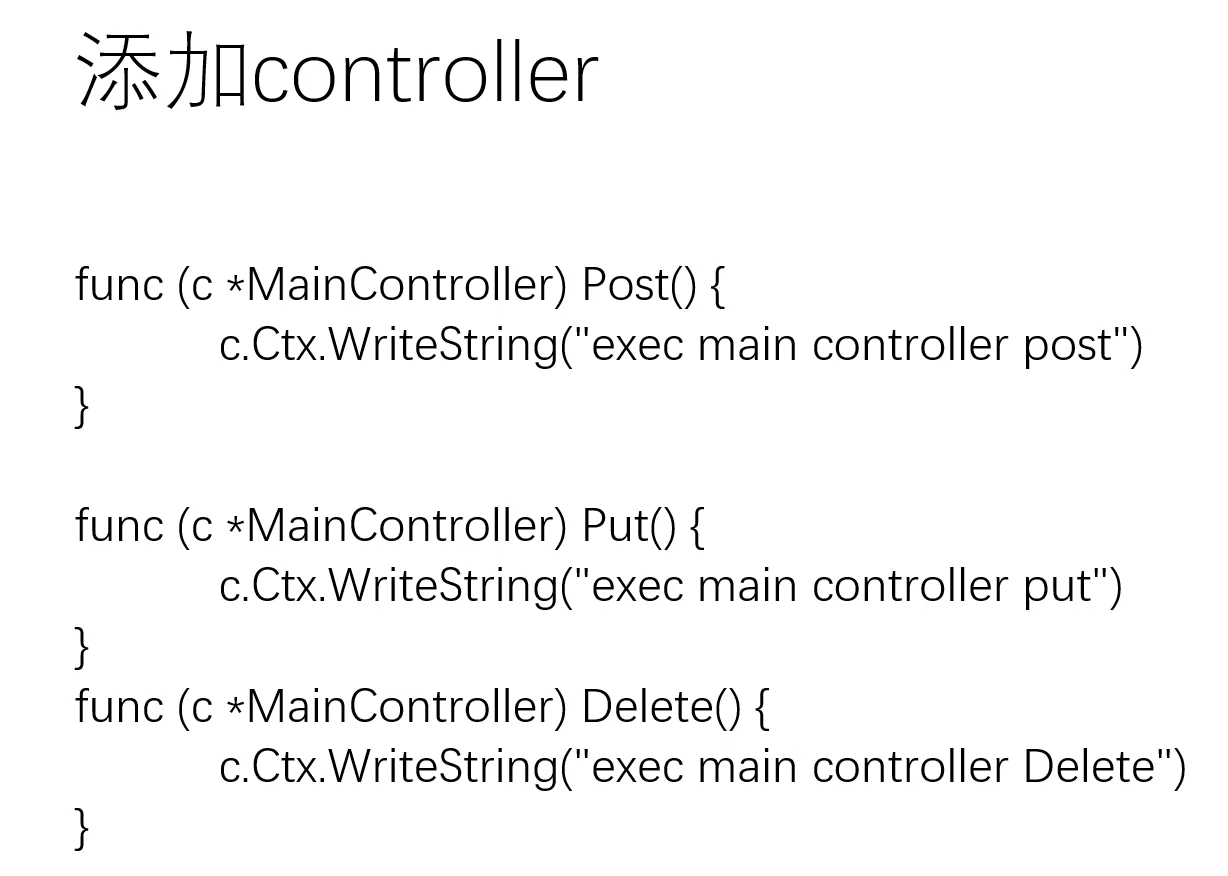 添加controller
func (c *MainController) Post() {
c.Ctx.WriteString("exec main controller post")
}
func (c *MainController) Put() {
c.Ctx.WriteString("exec main controller put")
}
func (c *MainController) Delete() {
c.Ctx.WriteString("exec main controller Delete")
}